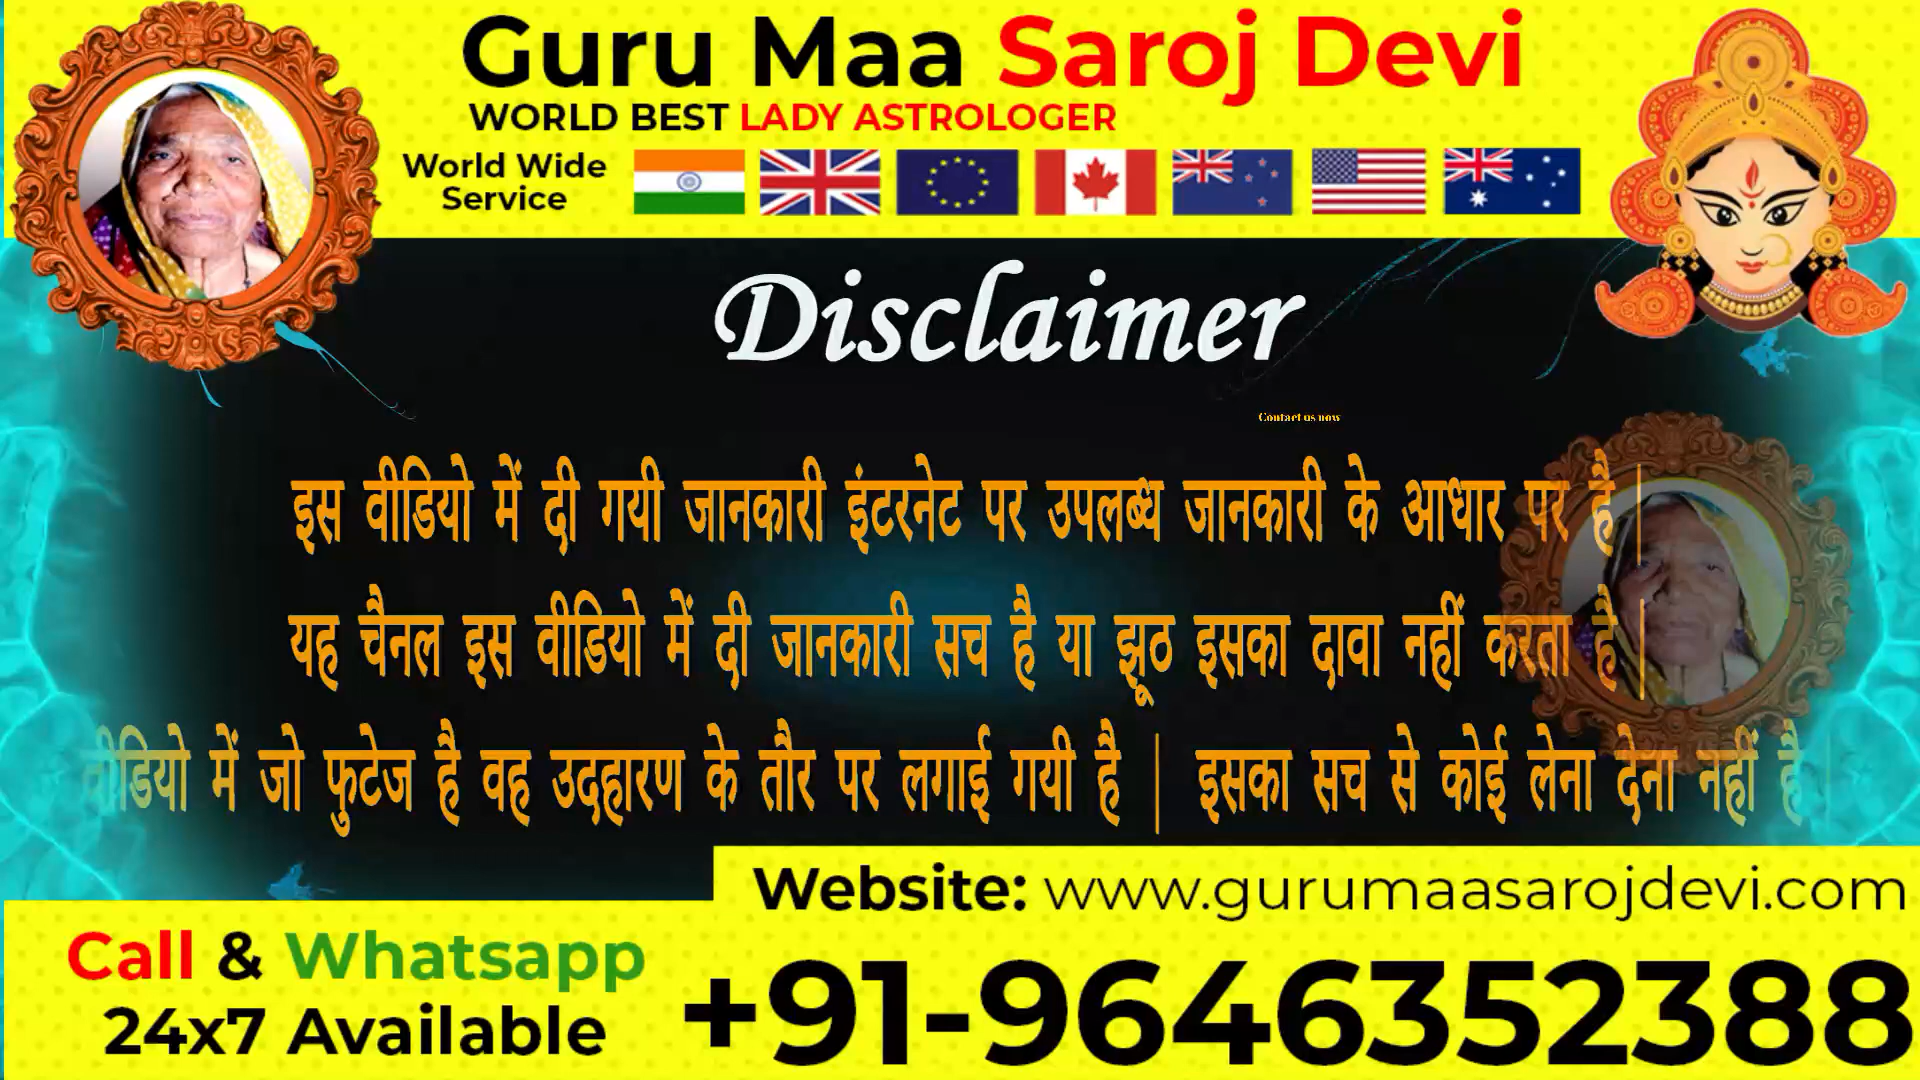 Guru Maa Saroj Devi
WORLD BEST LADY ASTROLOGER
World Wide
Service
Disclaimer
Contact us now
इस वीडियो में दी गयी जानकारी इंटरनेट पर उपलब्ध जानकारी के आधार पर है |
यह चैनल इस वीडियो में दी जानकारी सच है या झूठ इसका दावा नहीं करता है |
वीडियो में जो फुटेज है वह उदहारण के तौर पर लगाई गयी है | इसका सच से कोई लेना देना नहीं है |
Website: www.gurumaasarojdevi.com
Call & Whatsapp
24x7 Available
+91-9646352388